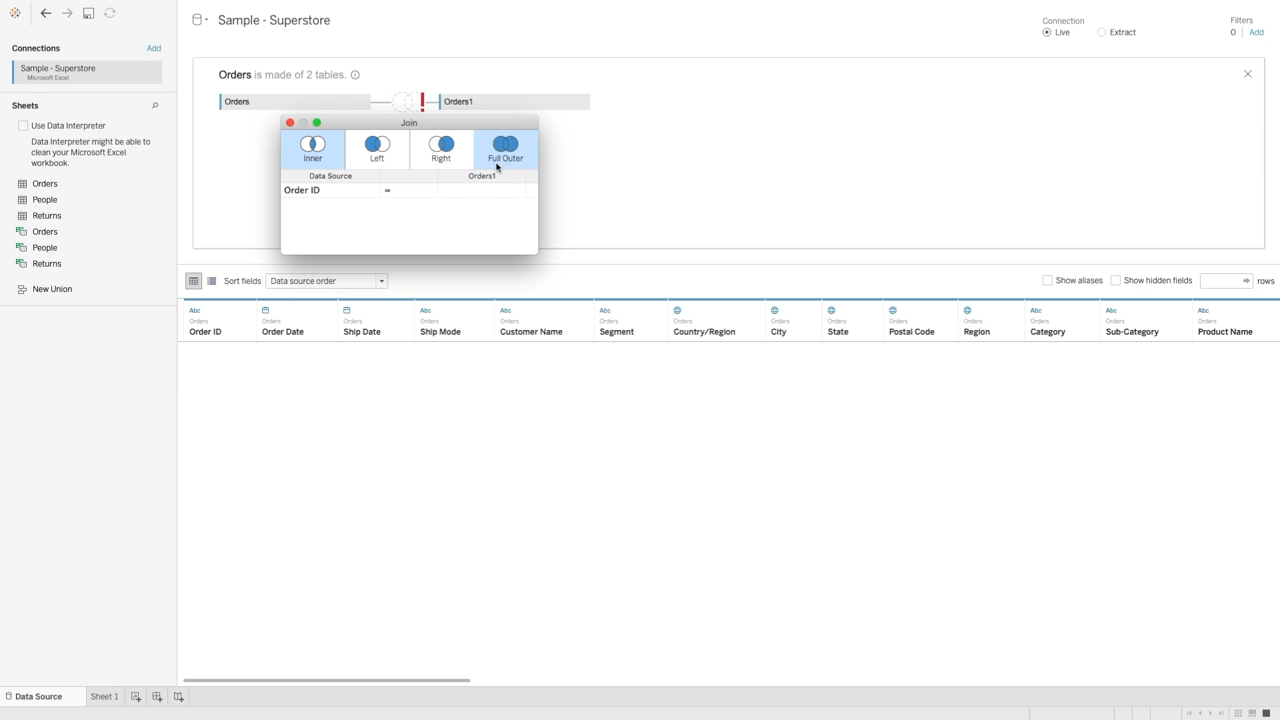 Sample - Superstore
Connection
Live
Extract
Filters
0 | Add
Connections
Add
Sample - Superstore
Microsoft Excel
Sheets
Use Data Interpreter
Data Interpreter might be able to
clean your Microsoft Excel
workbook.
Orders
People
Returns
Orders
People
Returns
New Union
Orders is made of 2 tables.
Orders
Orders1
Join
Inner
Left
Right
Full Outer
Data Source
Orders1
Order ID
=
Sort fields
Data source order
Show aliases
Show hidden fields
rows
Abc
Orders
Order ID
Orders
Order Date
Orders
Ship Date
Abc
Orders
Ship Mode
Abc
Orders
Customer Name
Abc
Orders
Segment
Orders
Country/Region
Orders
City
Orders
State
Orders
Postal Code
Orders
Region
Abc
Orders
Category
Abc
Orders
Sub-Category
Abc
Orders
Product Name
Data Source
Sheet 1